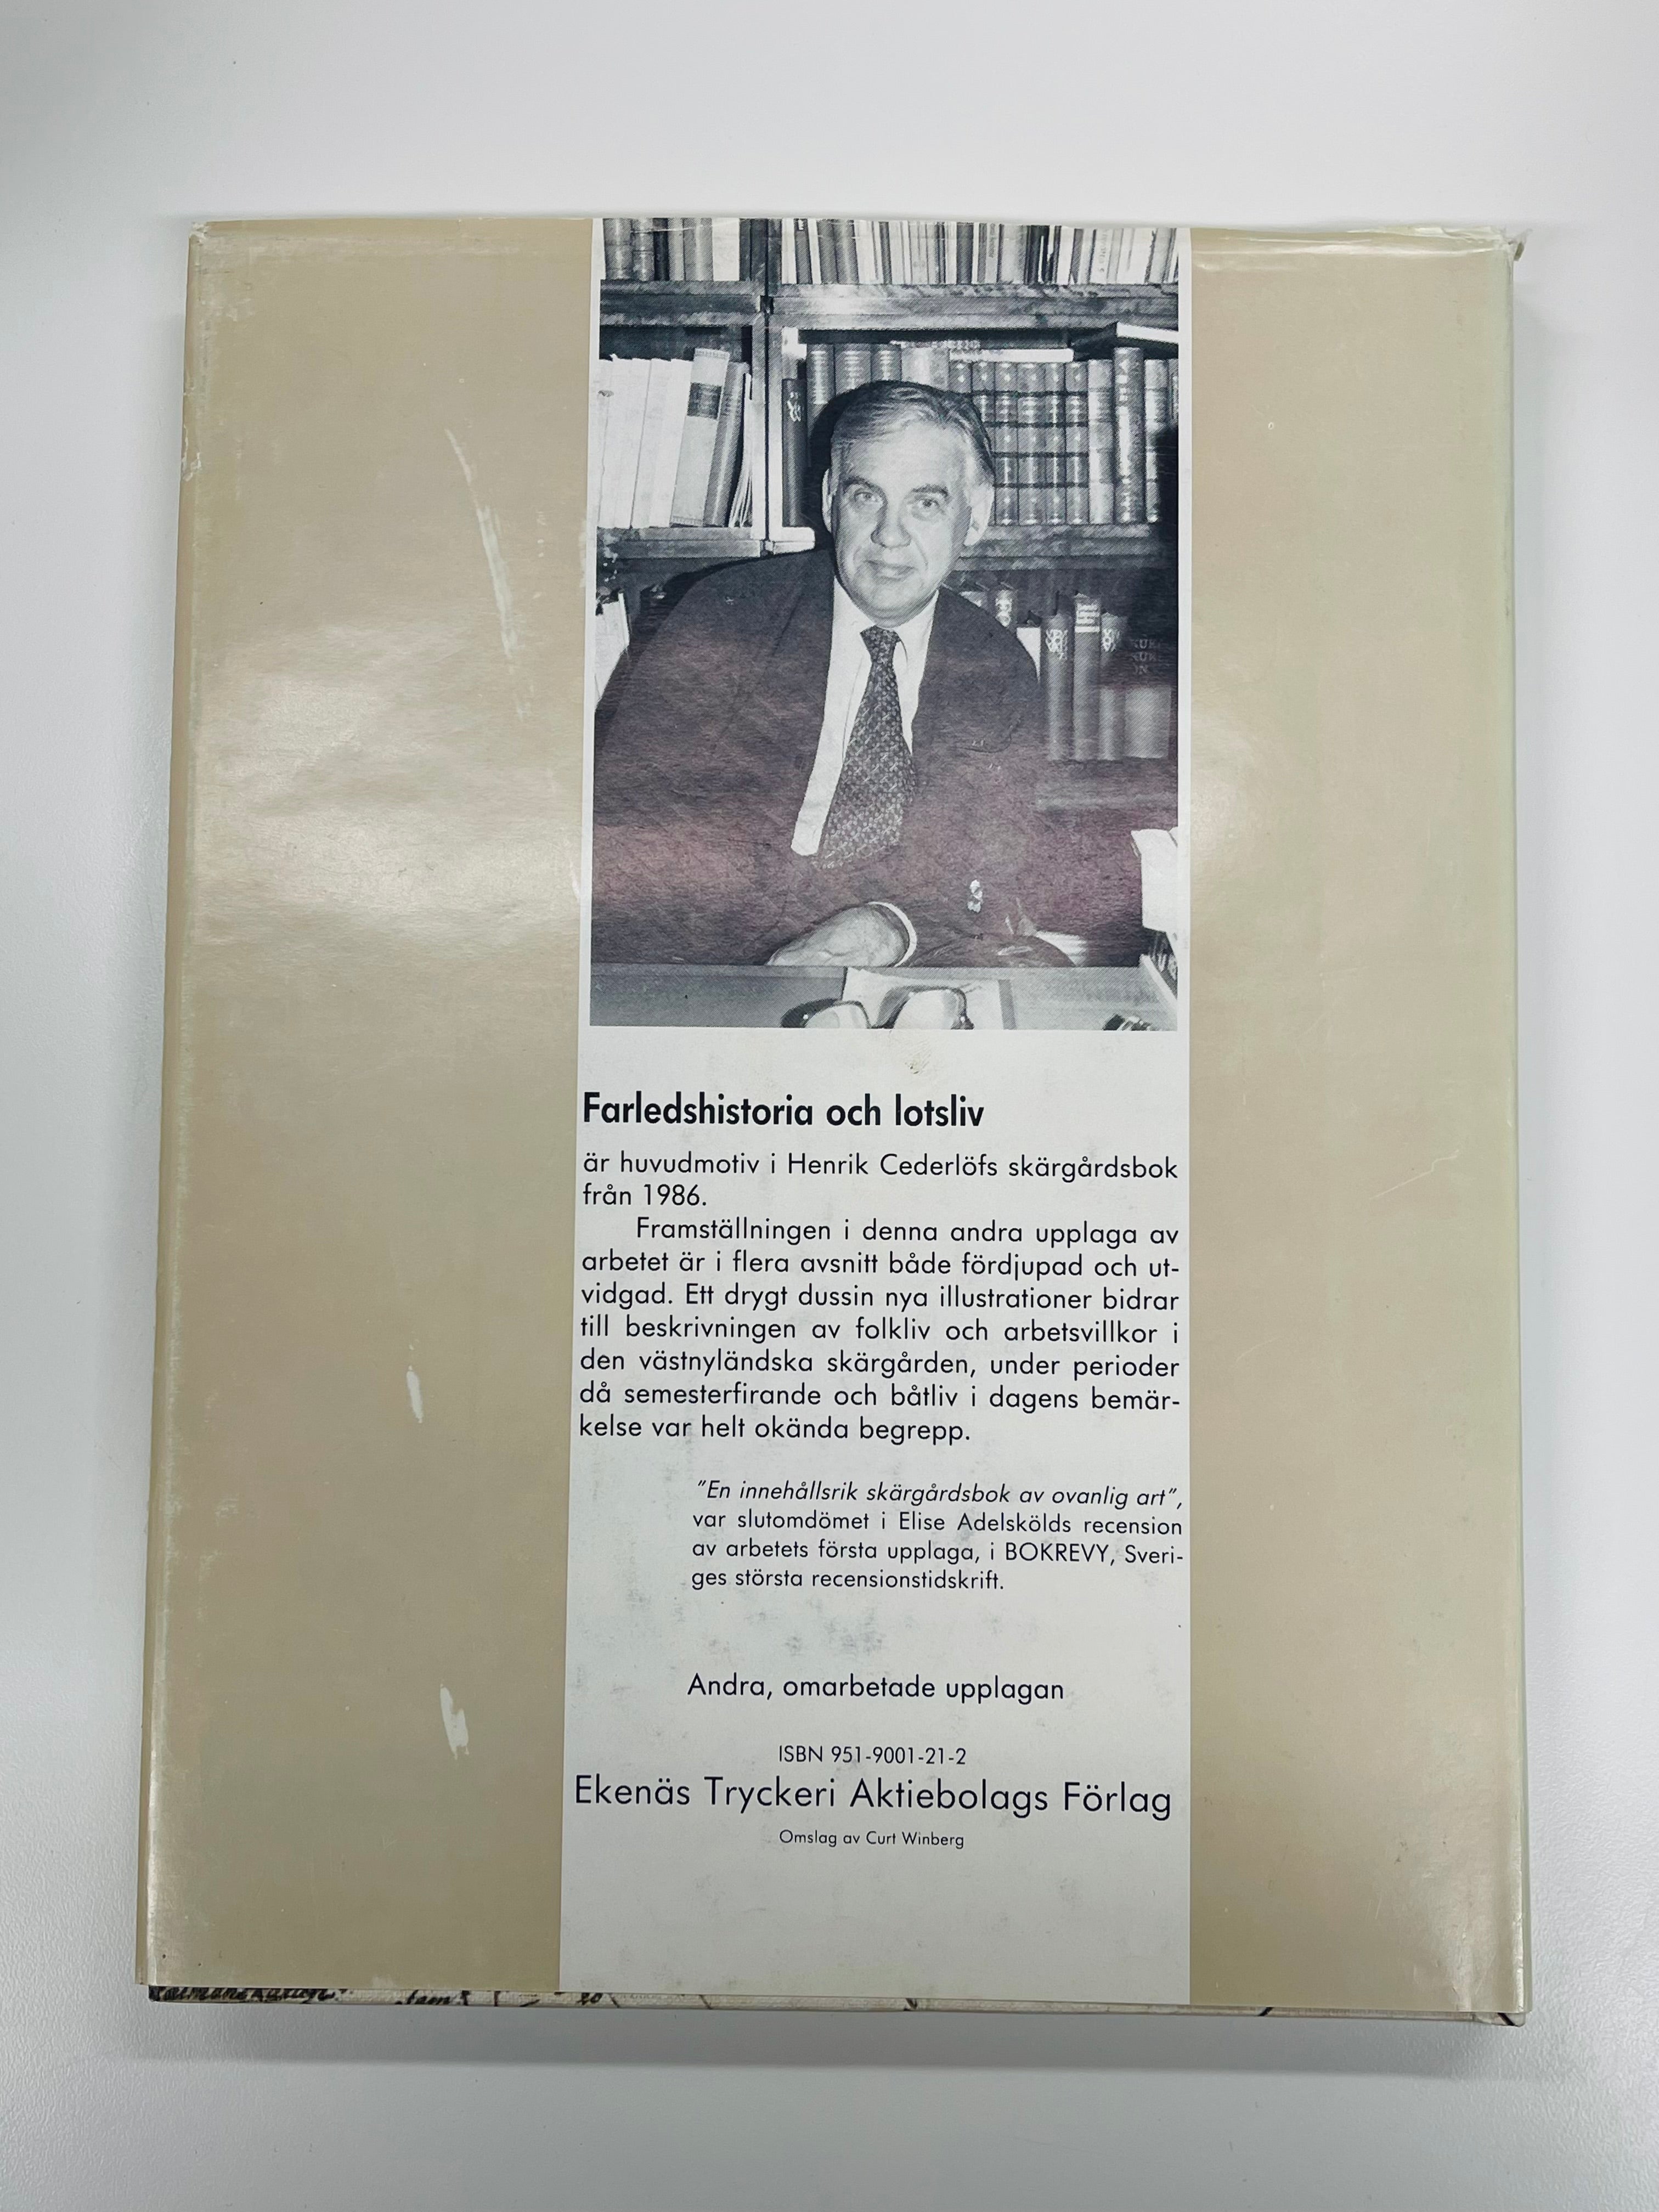 Farledshistoria och lotsliv
är huvudmotiv i Henrik Cederlöfs skärgårdsbok
från 1986.
Framställningen i denna andra upplaga av
arbetet är i flera avsnitt både fördjupad och ut-
vidgad. Ett drygt dussin nya illustrationer bidrar
till beskrivningen av folkliv och arbetsvillkor i
den västnyländska skärgården, under perioder
då semesterfirande och båtliv i dagens bemär-
kelse var helt okända begrepp.
"En innehållsrik skärgårdsbok av ovanlig art",
var slutomdömet i Elise Adelskölds recension
av arbetets första upplaga, i BOKREVY, Sveri-
ges största recensionstidskrift.
Andra, omarbetade upplagan
ISBN 951-9001-21-2
Ekenäs Tryckeri Aktiebolags Förlag
Omslag av Curt Winberg